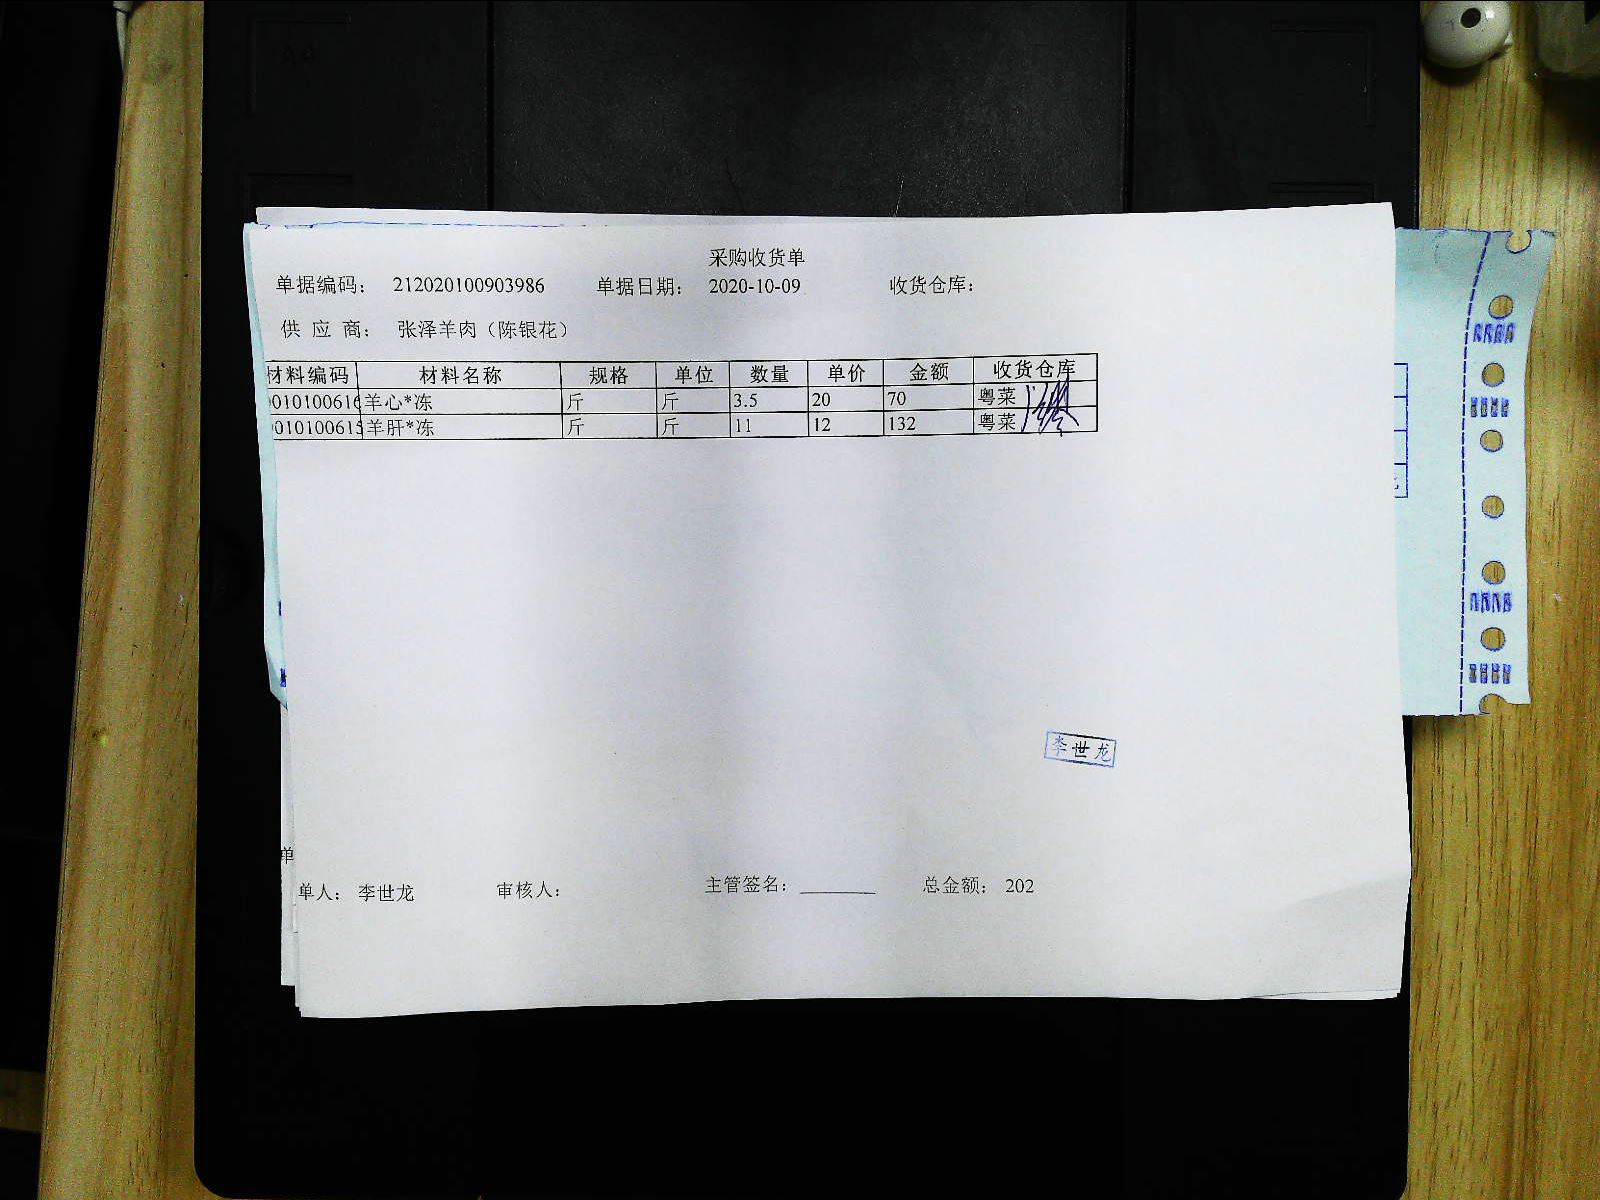 采购收货单
单据编码： 212020100903986 单据日期： 2020-10-09 收货仓库：
供 应 商： 张泽羊肉（陈银花）
材料编码 材料名称 规格 单位 数量 单价 金额 收货仓库
0101006 羊心*冻 斤 斤 3.5 20 70 粤菜
010100615 羊肝*冻 斤 斤 11 12 132 粤菜
李世龙
单
单人： 李世龙 审核人： 主管签名： ________ 总金额： 202